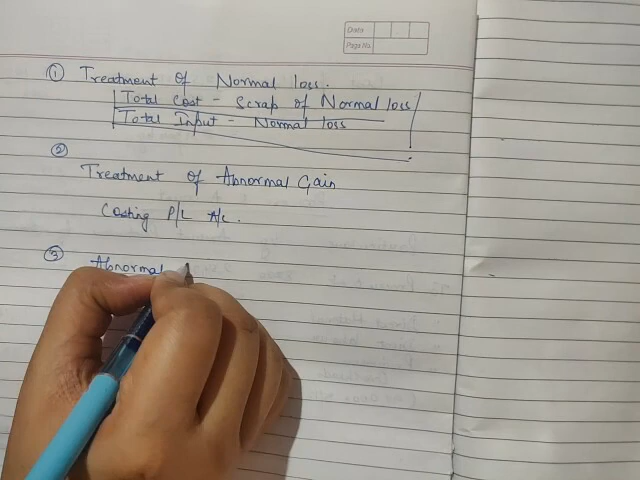 Date
Page No.
① Treatment of Normal loss.
Total Cost - Scrap of Normal loss
Total Input - Normal loss
②
Treatment of Abnormal Gain
Costing P/L A/c.
③ Abnormal